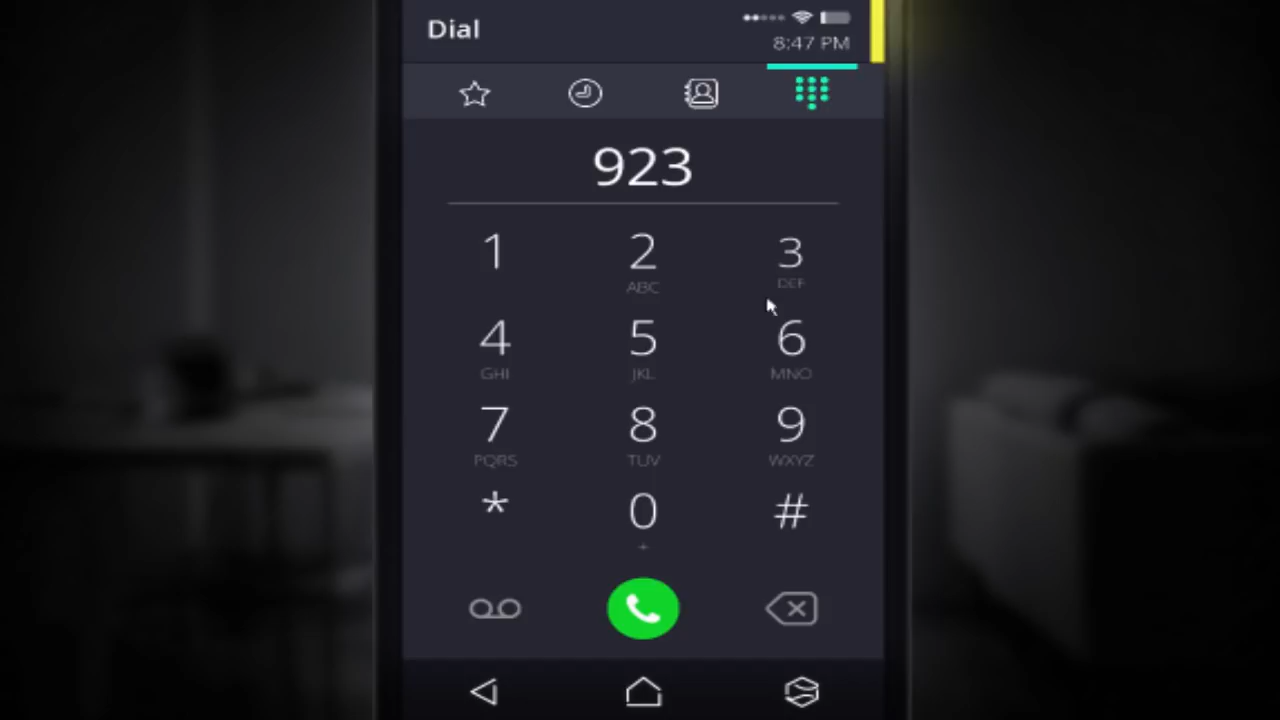 Dial
8:47 PM
923
1 2 3
ABC DEF
4 5 6
GHI JKL MNO
7 8 9
PQRS TUV WXYZ
* 0 #
+